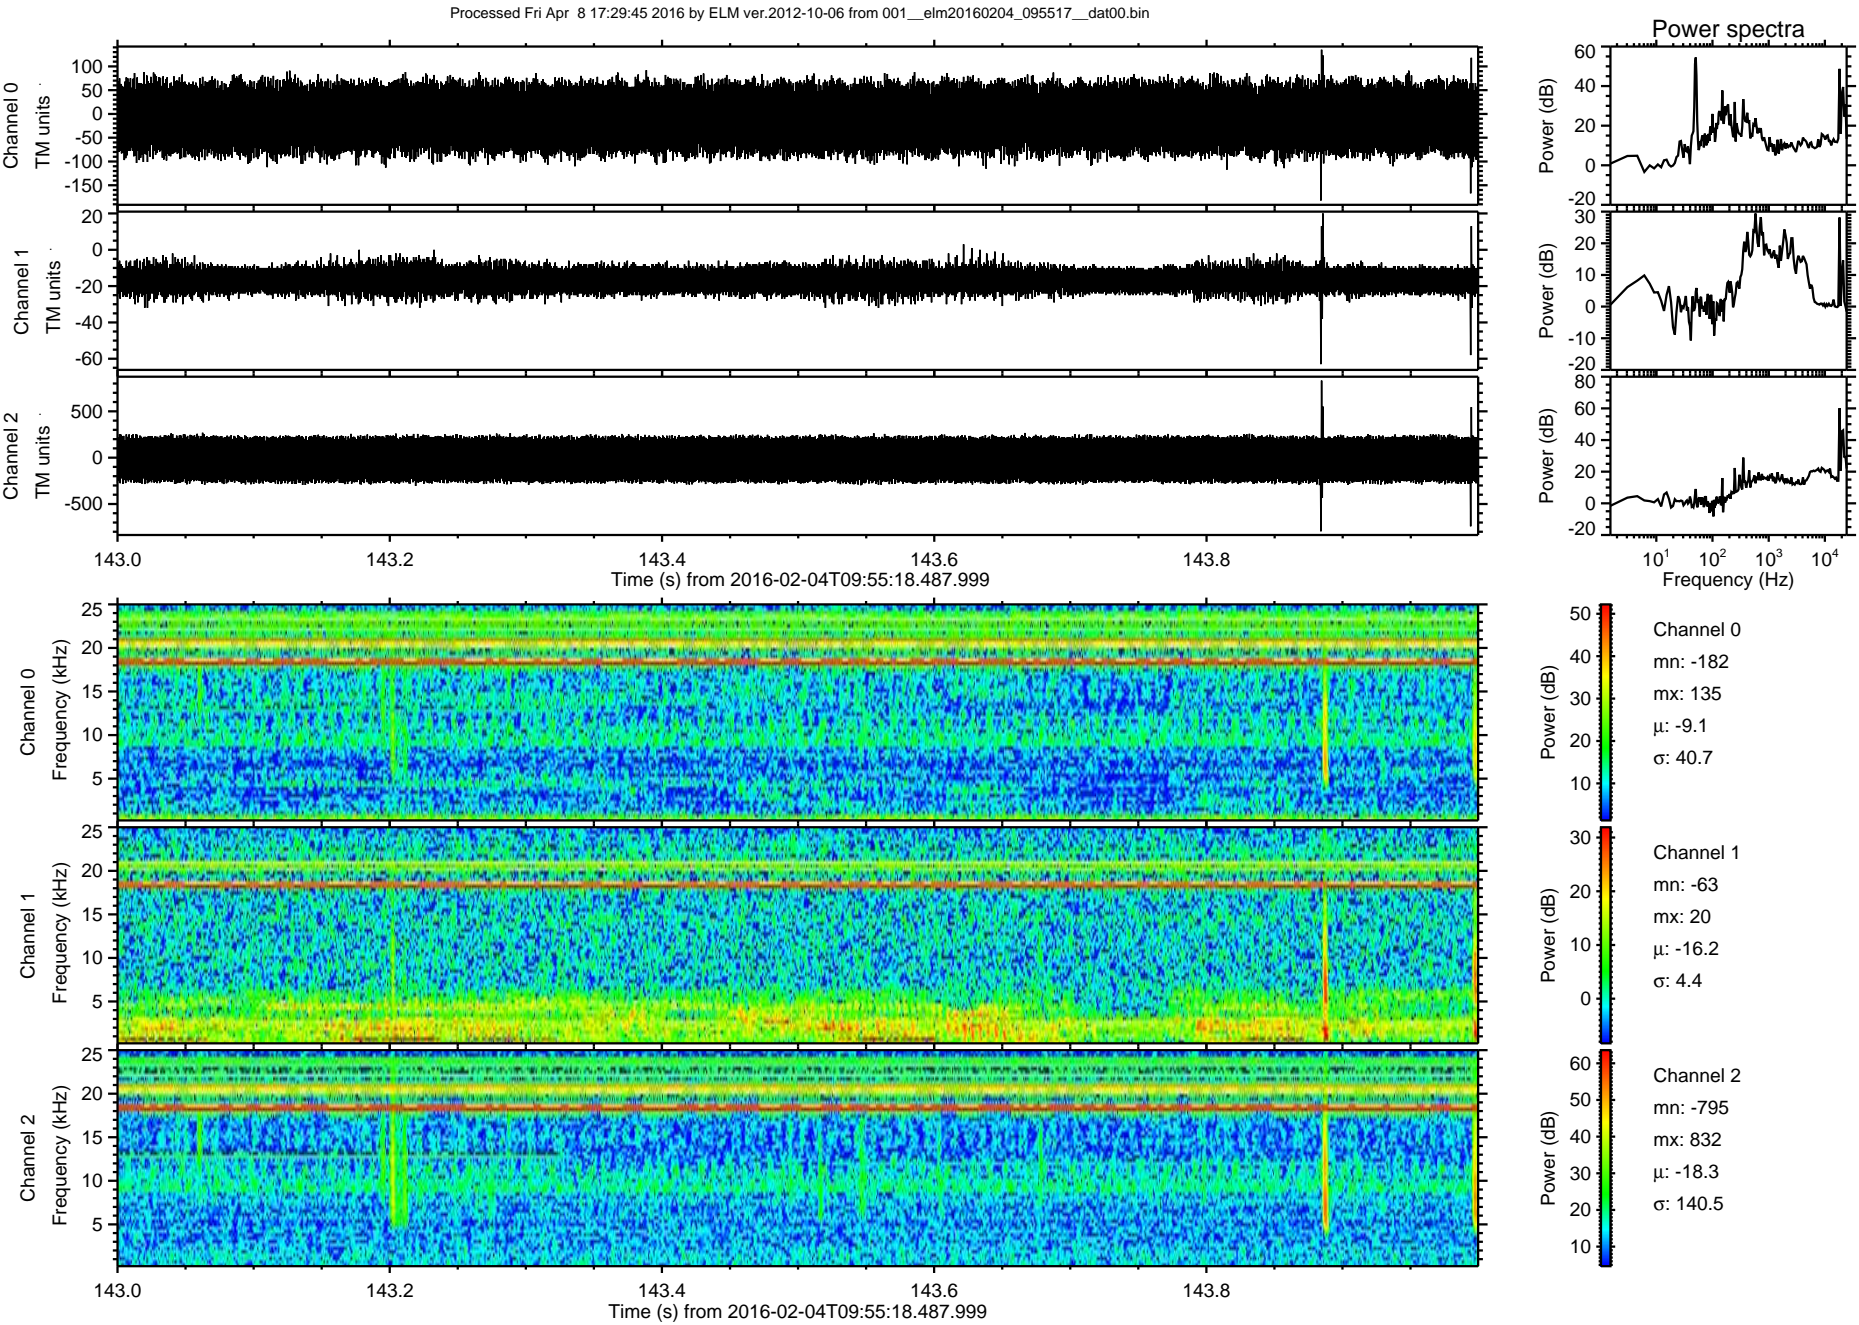 Processed Fri Apr  8 17:29:45 2016 by ELM ver.2012-10-06 from 001__elm20160204_095517__dat00.bin
Power spectra
Channel 0
TM units
100
50
0
-50
-100
-150
Power (dB)
60
40
20
0
-20
Channel 1
TM units
20
0
-20
-40
-60
Power (dB)
30
20
10
0
-10
-20
Channel 2
TM units
500
0
-500
Power (dB)
80
60
40
20
0
-20
143.0 143.2 143.4 143.6 143.8
Time (s) from 2016-02-04T09:55:18.487.999
10^1 10^2 10^3 10^4
Frequency (Hz)
Channel 0
Frequency (kHz)
25
20
15
10
5
Power (dB)
50
40
30
20
10
Channel 0
mn: -182
mx: 135
µ: -9.1
σ: 40.7
Channel 1
Frequency (kHz)
25
20
15
10
5
Power (dB)
30
20
10
0
Channel 1
mn: -63
mx: 20
µ: -16.2
σ: 4.4
Channel 2
Frequency (kHz)
25
20
15
10
5
Power (dB)
60
50
40
30
20
10
Channel 2
mn: -795
mx: 832
µ: -18.3
σ: 140.5
143.0 143.2 143.4 143.6 143.8
Time (s) from 2016-02-04T09:55:18.487.999